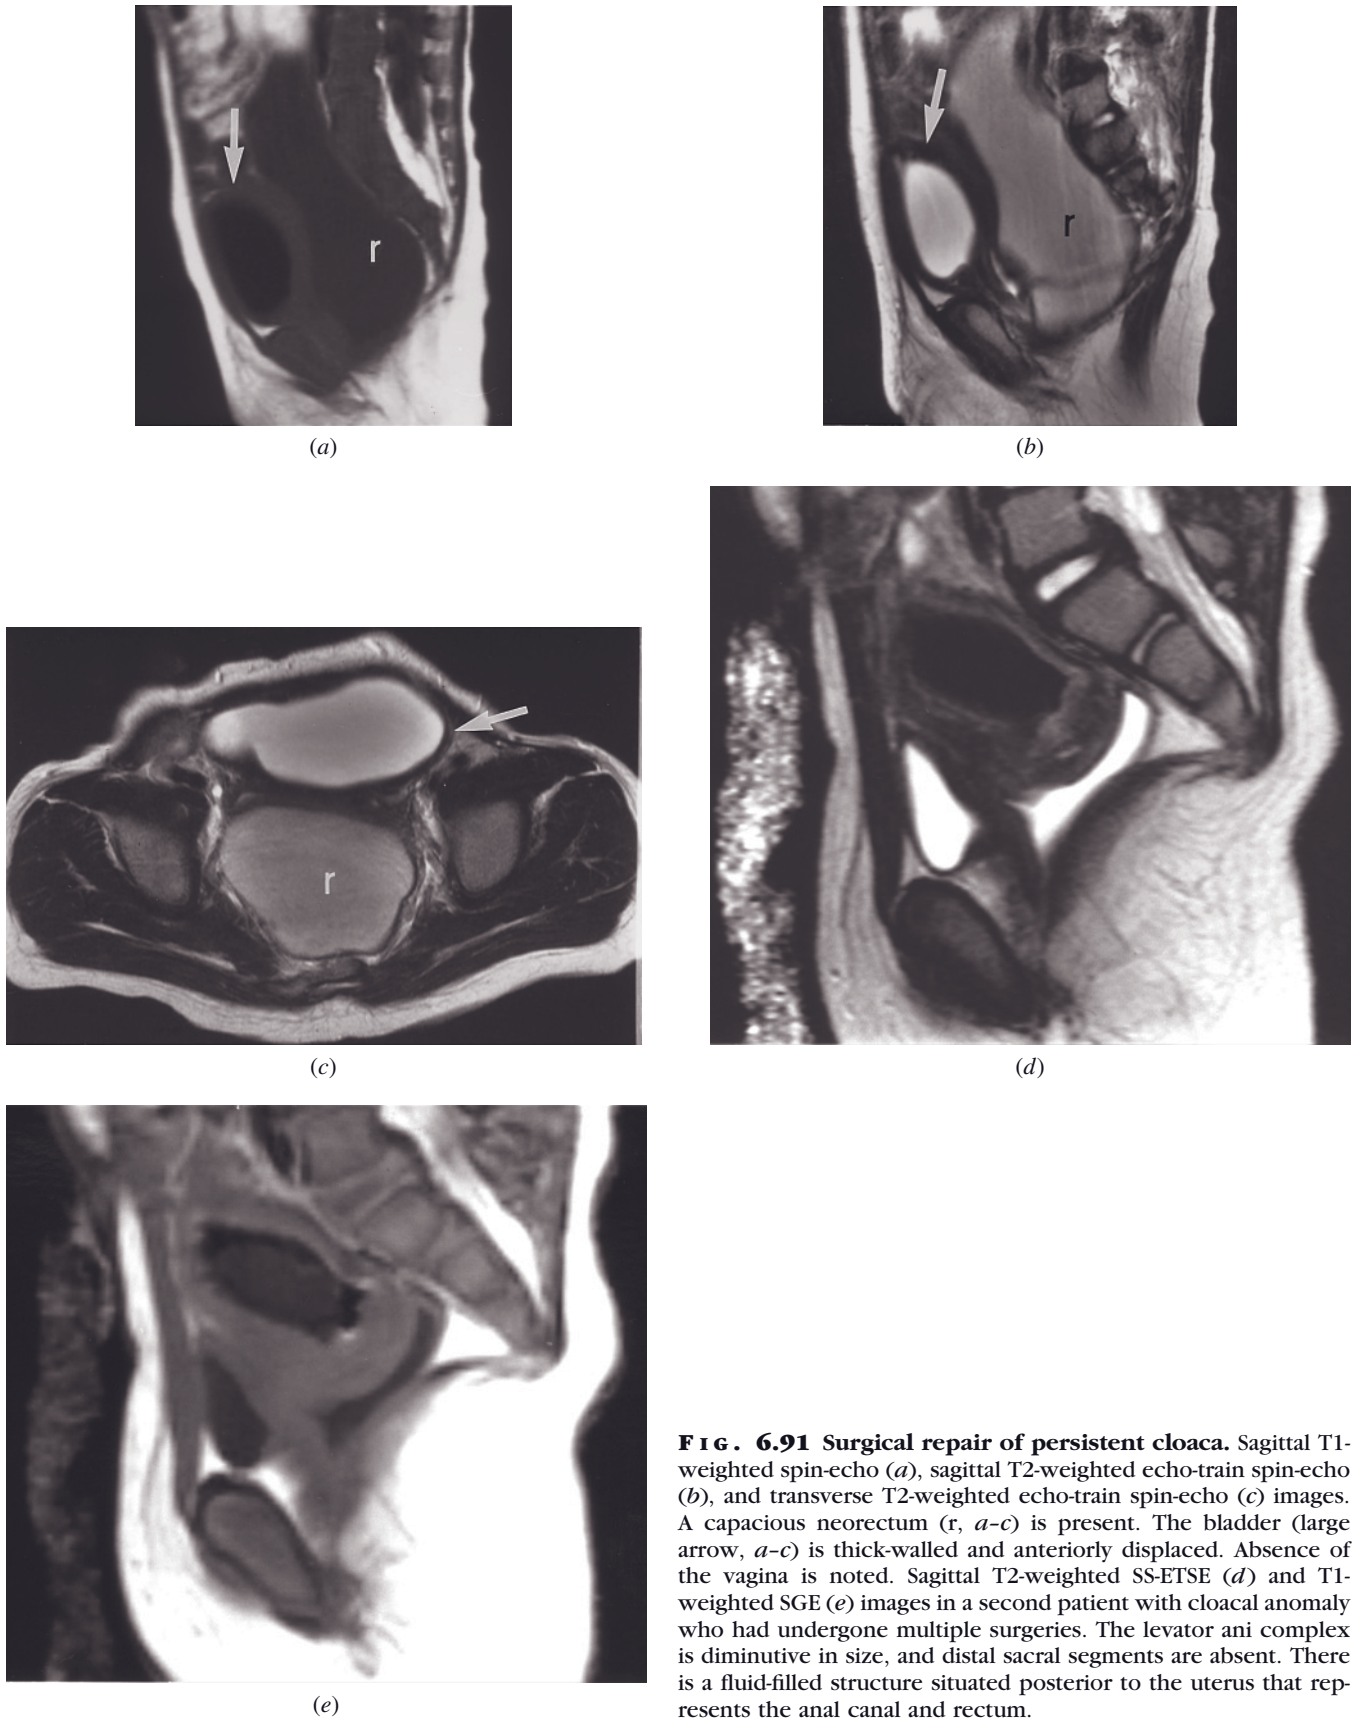 r
(a)
r
(b)
r
(c)
(d)
(e)
FIG. 6.91 Surgical repair of persistent cloaca. Sagittal T1-
weighted spin-echo (a), sagittal T2-weighted echo-train spin-echo
(b), and transverse T2-weighted echo-train spin-echo (c) images.
A capacious neorectum (r, a–c) is present. The bladder (large
arrow, a–c) is thick-walled and anteriorly displaced. Absence of
the vagina is noted. Sagittal T2-weighted SS-ETSE (d) and T1-
weighted SGE (e) images in a second patient with cloacal anomaly
who had undergone multiple surgeries. The levator ani complex
is diminutive in size, and distal sacral segments are absent. There
is a fluid-filled structure situated posterior to the uterus that rep-
resents the anal canal and rectum.